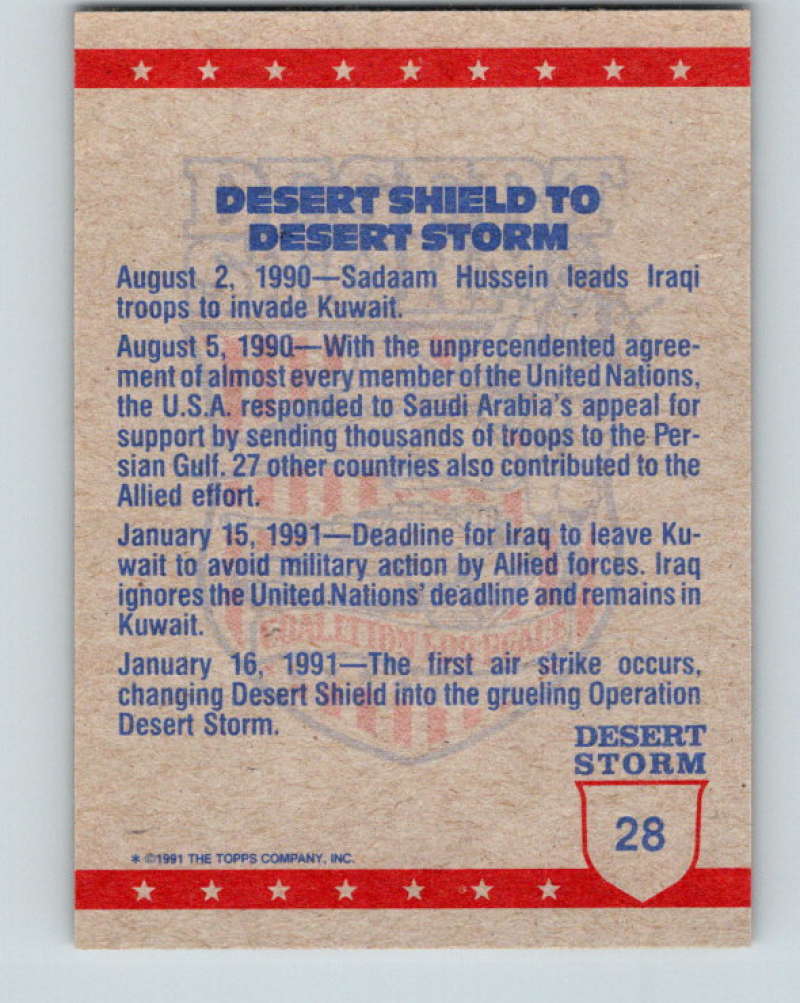 DESERT SHIELD TO
DESERT STORM
August 2, 1990—Sadaam Hussein leads Iraqi
troops to invade Kuwait.
August 5, 1990—With the unprecendented agree-
ment of almost every member of the United Nations,
the U.S.A. responded to Saudi Arabia's appeal for
support by sending thousands of troops to the Per-
sian Gulf. 27 other countries also contributed to the
Allied effort.
January 15, 1991—Deadline for Iraq to leave Ku-
wait to avoid military action by Allied forces. Iraq
ignores the United Nations' deadline and remains in
Kuwait.
COALITION FOR PEACE
January 16, 1991—The first air strike occurs,
changing Desert Shield into the grueling Operation
Desert Storm.
DESERT
STORM
28
* ©1991 THE TOPPS COMPANY, INC.